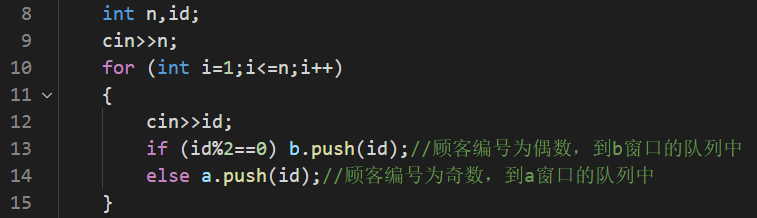 8 int n,id;
9 cin>>n;
10 for (int i=1;i<=n;i++)
11 {
12 cin>>id;
13 if (id%2==0) b.push(id);//顾客编号为偶数，到b窗口的队列中
14 else a.push(id);//顾客编号为奇数，到a窗口的队列中
15 }